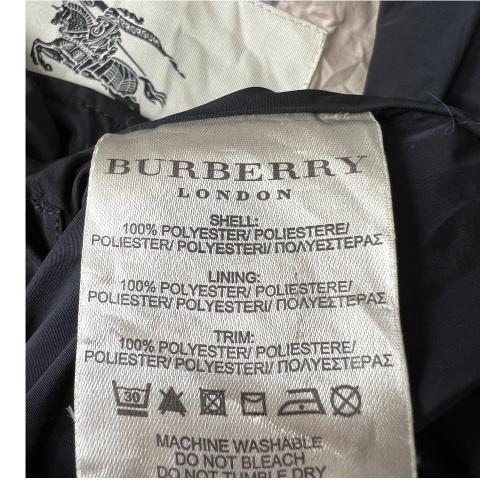 PRORSUM
BURBERRY
LONDON
SHELL:
100% POLYESTER/ POLIESTERE/
POLIESTER/ POLYESTER/ ΠΟΛΥΕΣΤΕΡΑΣ
LINING:
100% POLYESTER/ POLIESTERE/
POLIESTER/ POLYESTER/ ΠΟΛΥΕΣΤΕΡΑΣ
TRIM:
100% POLYESTER/ POLIESTERE/
POLIESTER/ POLYESTER/ ΠΟΛΥΕΣΤΕΡΑΣ
30
MACHINE WASHABLE
DO NOT BLEACH
DO NOT TUMBLE DRY